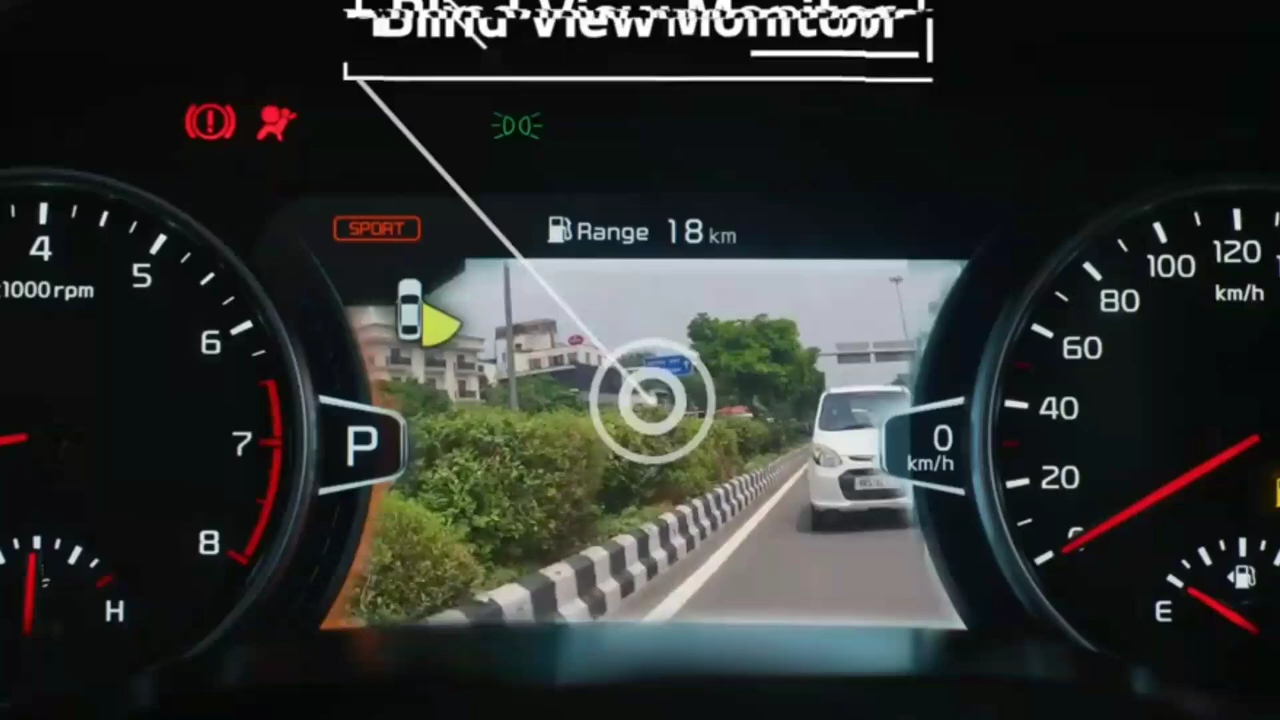 Blind View Monitor
SPORT
Range 18 km
4
5
6
7
8
1000 rpm
H
P
0
km/h
120
100
80
60
40
20
km/h
E